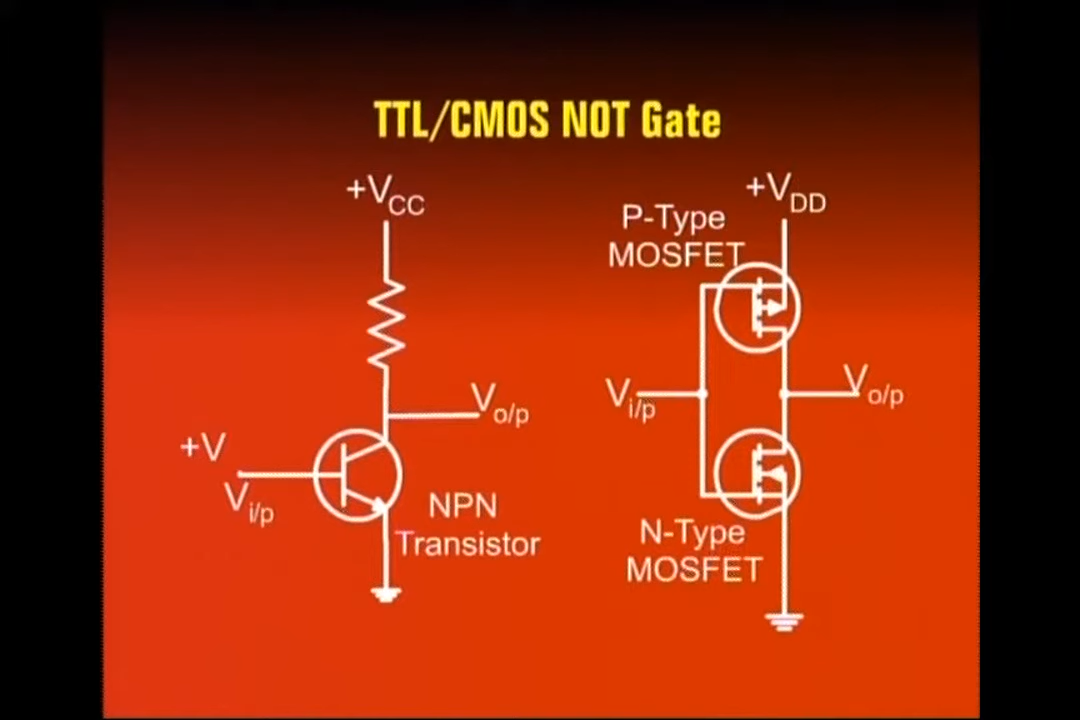 TTL/CMOS NOT Gate
+VCC
Vo/p
+V
Vi/p
NPN
Transistor
+VDD
P-Type
MOSFET
Vi/p
Vo/p
N-Type
MOSFET